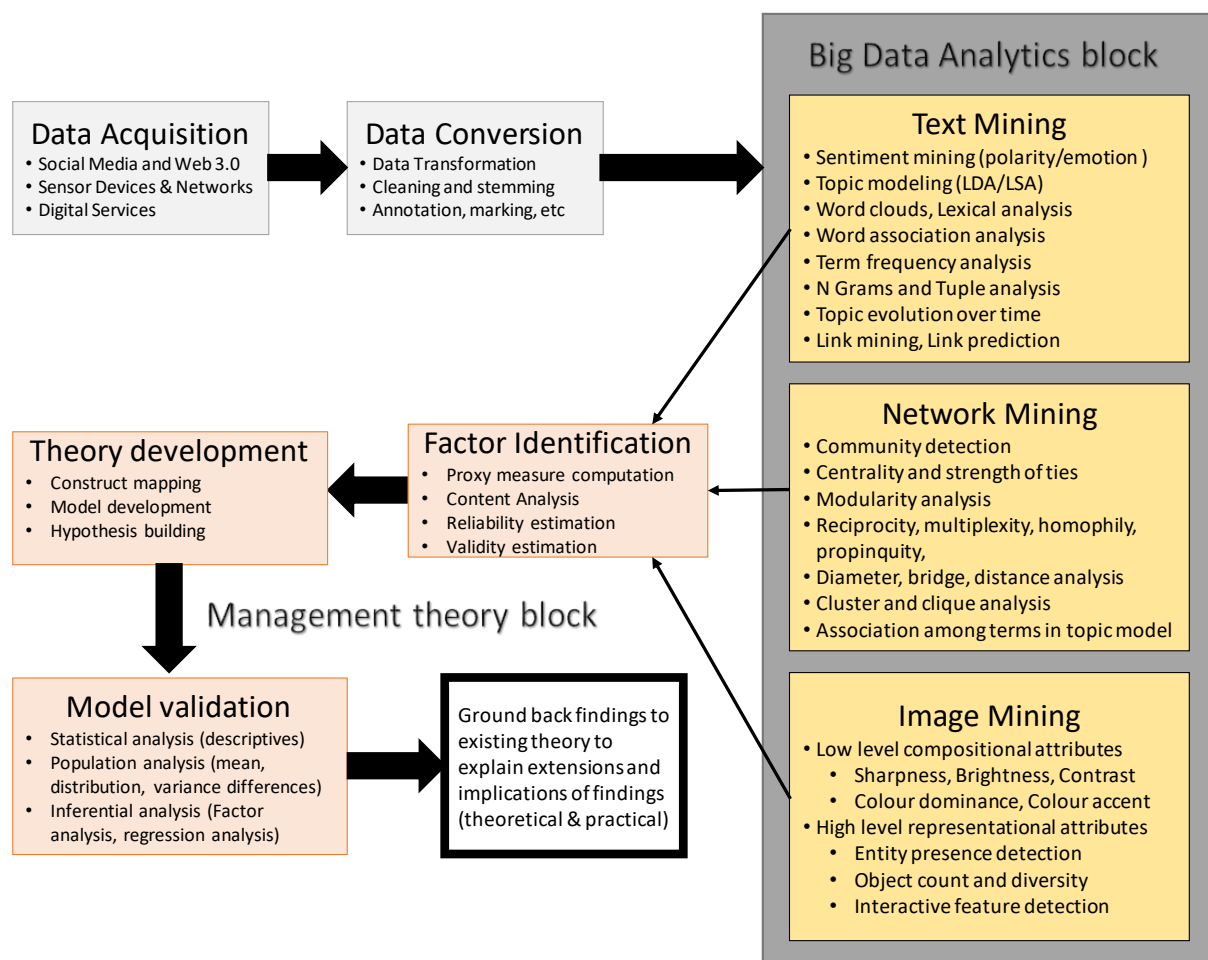 Big Data Analytics block
Data Acquisition
• Social Media and Web 3.0
• Sensor Devices & Networks
• Digital Services
Data Conversion
• Data Transformation
• Cleaning and stemming
• Annotation, marking, etc
Text Mining
• Sentiment mining (polarity/emotion )
• Topic modeling (LDA/LSA)
• Word clouds, Lexical analysis
• Word association analysis
• Term frequency analysis
• N Grams and Tuple analysis
• Topic evolution over time
• Link mining, Link prediction
Network Mining
• Community detection
• Centrality and strength of ties
• Modularity analysis
• Reciprocity, multiplexity, homophily,
propinquity,
• Diameter, bridge, distance analysis
• Cluster and clique analysis
• Association among terms in topic model
Image Mining
• Low level compositional attributes
• Sharpness, Brightness, Contrast
• Colour dominance, Colour accent
• High level representational attributes
• Entity presence detection
• Object count and diversity
• Interactive feature detection
Factor Identification
• Proxy measure computation
• Content Analysis
• Reliability estimation
• Validity estimation
Theory development
• Construct mapping
• Model development
• Hypothesis building
Management theory block
Model validation
• Statistical analysis (descriptives)
• Population analysis (mean,
distribution, variance differences)
• Inferential analysis (Factor
analysis, regression analysis)
Ground back findings to
existing theory to
explain extensions and
implications of findings
(theoretical & practical)